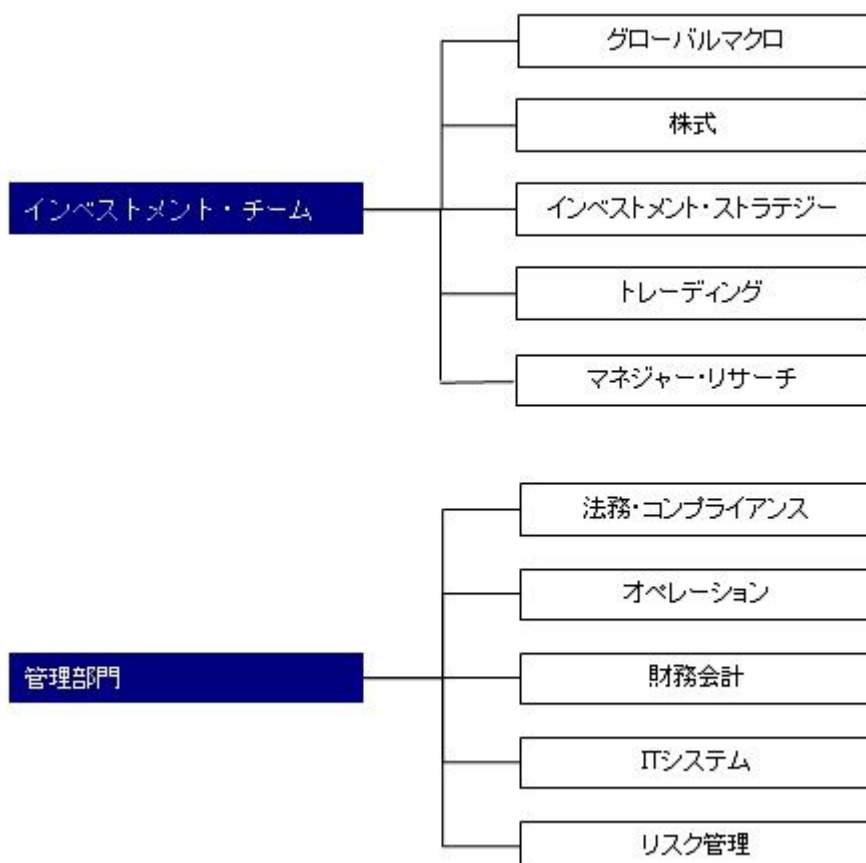 グローバルマクロ
株式
インベストメント・チーム
インベストメント・ストラテジー
トレーディング
マネジャー・リサーチ
法務・コンプライアンス
オペレーション
管理部門
財務会計
ITシステム
リスク管理